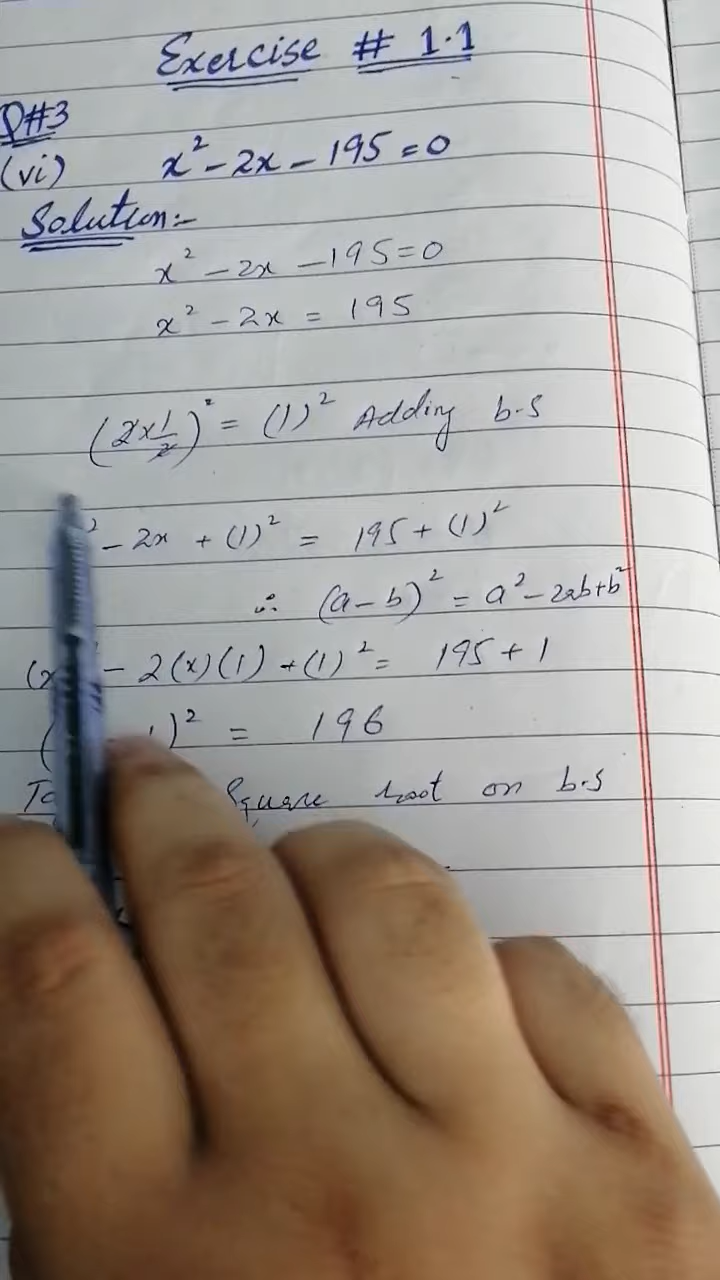 Exercise # 1.1
Q#3
(vi) x² - 2x - 195 = 0
Solution:-
x² - 2x - 195 = 0
x² - 2x = 195
(2 x 1/2)² = (1)² Adding b.s
² - 2x + (1)² = 195 + (1)²
∴ (a - b)² = a² - 2ab + b²
(x - 2(x)(1) + (1)² = 195 + 1
( 1)² = 196
Square root on b.s